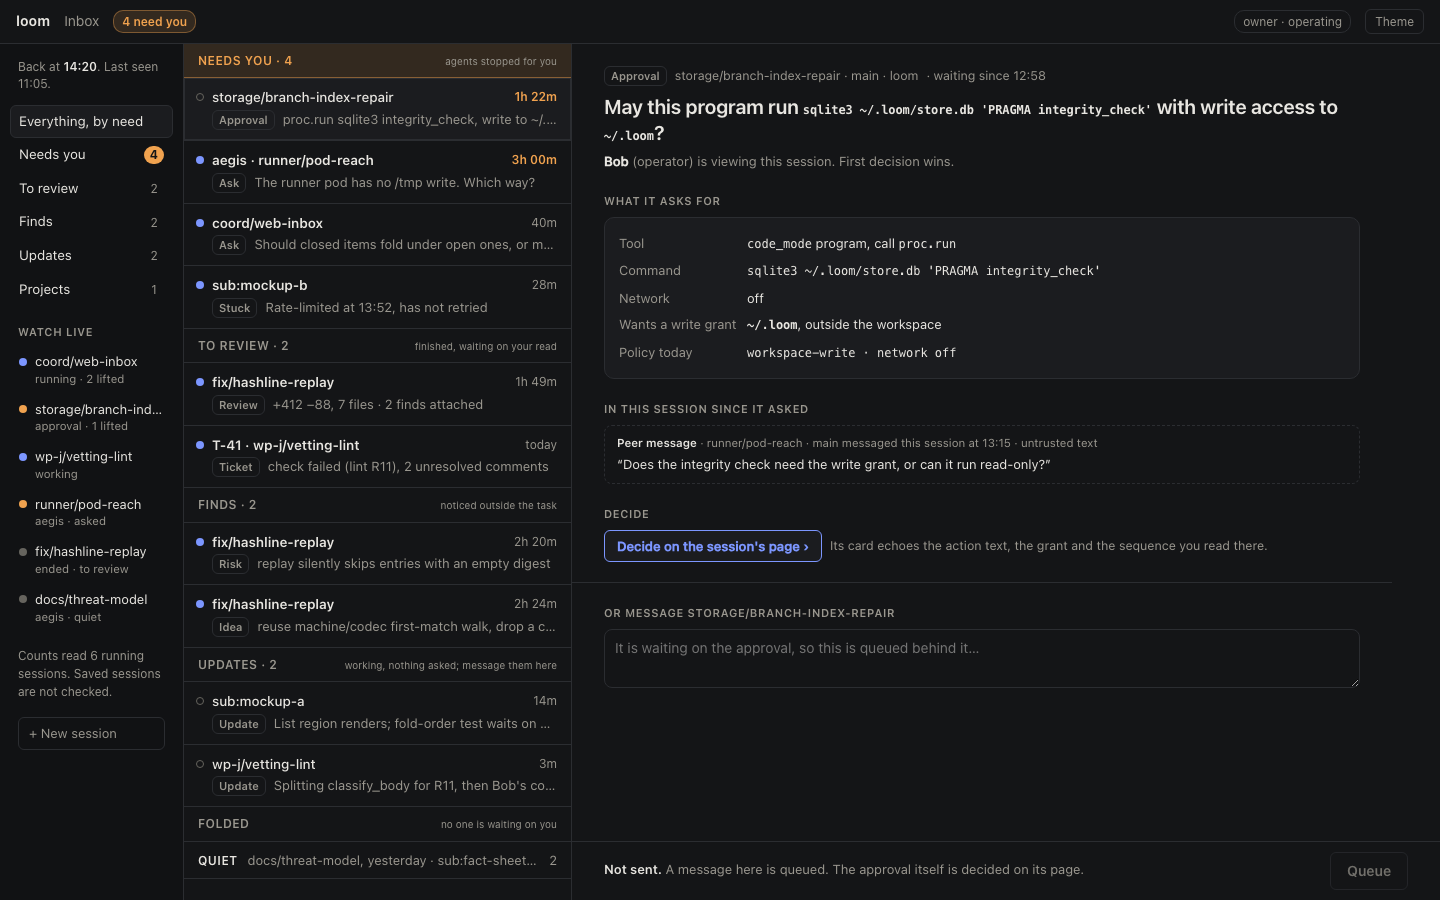 loom Inbox 4 need you owner · operating Theme
Back at 14:20. Last seen
11:05.
Everything, by need
Needs you 4
To review 2
Finds 2
Updates 2
Projects 1
WATCH LIVE
coord/web-inbox
running · 2 lifted
storage/branch-ind...
approval · 1 lifted
wp-j/vetting-lint
working
runner/pod-reach
aegis · asked
fix/hashline-replay
ended · to review
docs/threat-model
aegis · quiet
Counts read 6 running
sessions. Saved sessions
are not checked.
+ New session
NEEDS YOU · 4 agents stopped for you
storage/branch-index-repair 1h 22m
Approval proc.run sqlite3 integrity_check, write to ~/....
aegis · runner/pod-reach 3h 00m
Ask The runner pod has no /tmp write. Which way?
coord/web-inbox 40m
Ask Should closed items fold under open ones, or m...
sub:mockup-b 28m
Stuck Rate-limited at 13:52, has not retried
TO REVIEW · 2 finished, waiting on your read
fix/hashline-replay 1h 49m
Review +412 −88, 7 files · 2 finds attached
T-41 · wp-j/vetting-lint today
Ticket check failed (lint R11), 2 unresolved comments
FINDS · 2 noticed outside the task
fix/hashline-replay 2h 20m
Risk replay silently skips entries with an empty digest
fix/hashline-replay 2h 24m
Idea reuse machine/codec first-match walk, drop a c...
UPDATES · 2 working, nothing asked; message them here
sub:mockup-a 14m
Update List region renders; fold-order test waits on ...
wp-j/vetting-lint 3m
Update Splitting classify_body for R11, then Bob's co...
FOLDED no one is waiting on you
QUIET docs/threat-model, yesterday · sub:fact-sheet... 2
Approval storage/branch-index-repair · main · loom · waiting since 12:58
May this program run sqlite3 ~/.loom/store.db 'PRAGMA integrity_check' with write access to
~/.loom?
Bob (operator) is viewing this session. First decision wins.
WHAT IT ASKS FOR
Tool code_mode program, call proc.run
Command sqlite3 ~/.loom/store.db 'PRAGMA integrity_check'
Network off
Wants a write grant ~/.loom, outside the workspace
Policy today workspace-write · network off
IN THIS SESSION SINCE IT ASKED
Peer message · runner/pod-reach · main messaged this session at 13:15 · untrusted text
“Does the integrity check need the write grant, or can it run read-only?”
DECIDE
Decide on the session's page › Its card echoes the action text, the grant and the sequence you read there.
OR MESSAGE STORAGE/BRANCH-INDEX-REPAIR
It is waiting on the approval, so this is queued behind it...
Not sent. A message here is queued. The approval itself is decided on its page. Queue